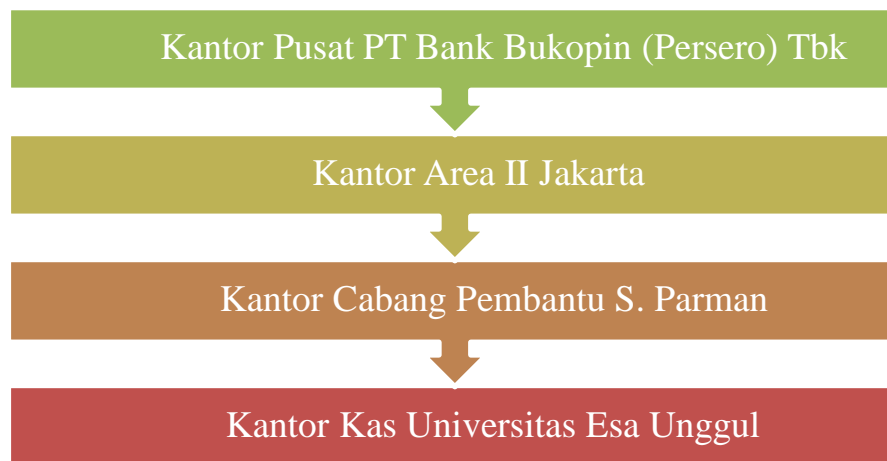 Kantor Pusat PT Bank Bukopin (Persero) Tbk
Kantor Area II Jakarta
Kantor Cabang Pembantu S. Parman
Kantor Kas Universitas Esa Unggul